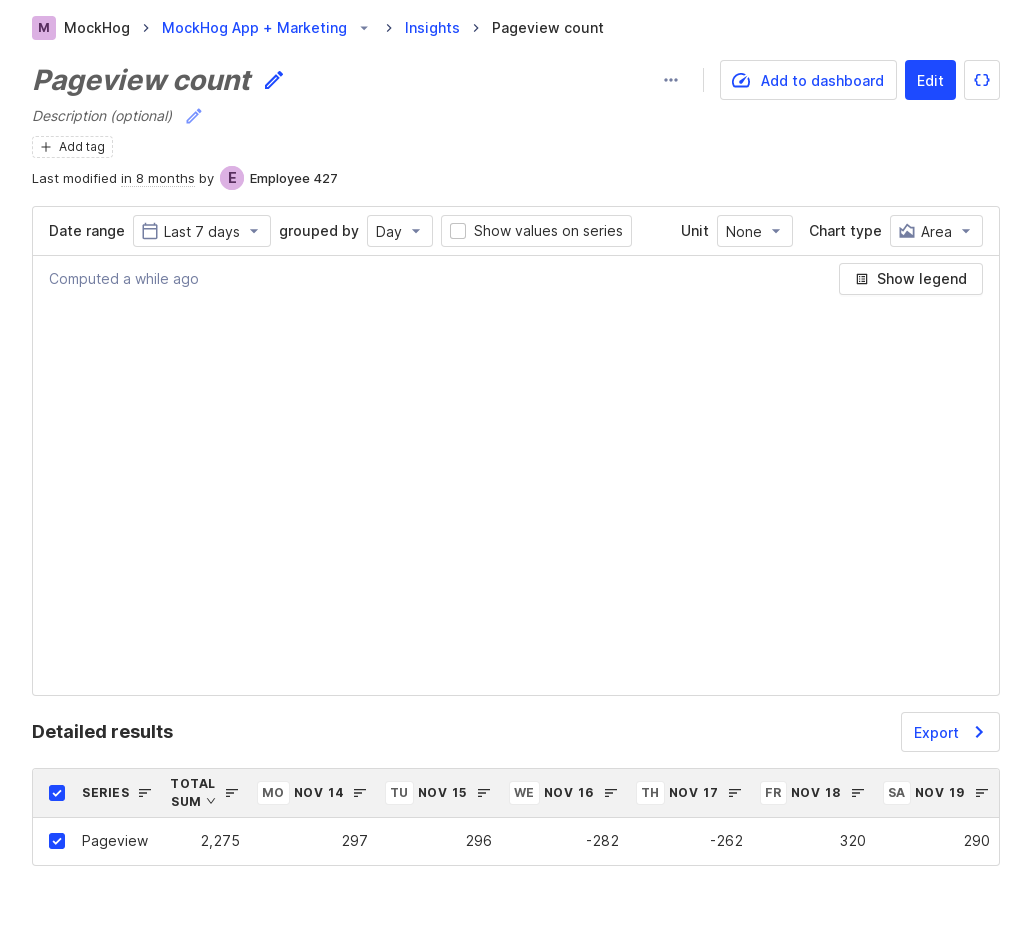 M MockHog MockHog App + Marketing Insights Pageview count
Pageview count
Add to dashboard Edit
Description (optional)
Add tag
Last modified in 8 months by E Employee 427
Date range Last 7 days grouped by Day Show values on series Unit None Chart type Area
Computed a while ago Show legend
Detailed results Export
SERIES TOTAL SUM MO NOV 14 TU NOV 15 WE NOV 16 TH NOV 17 FR NOV 18 SA NOV 19
Pageview 2,275 297 296 -282 -262 320 290